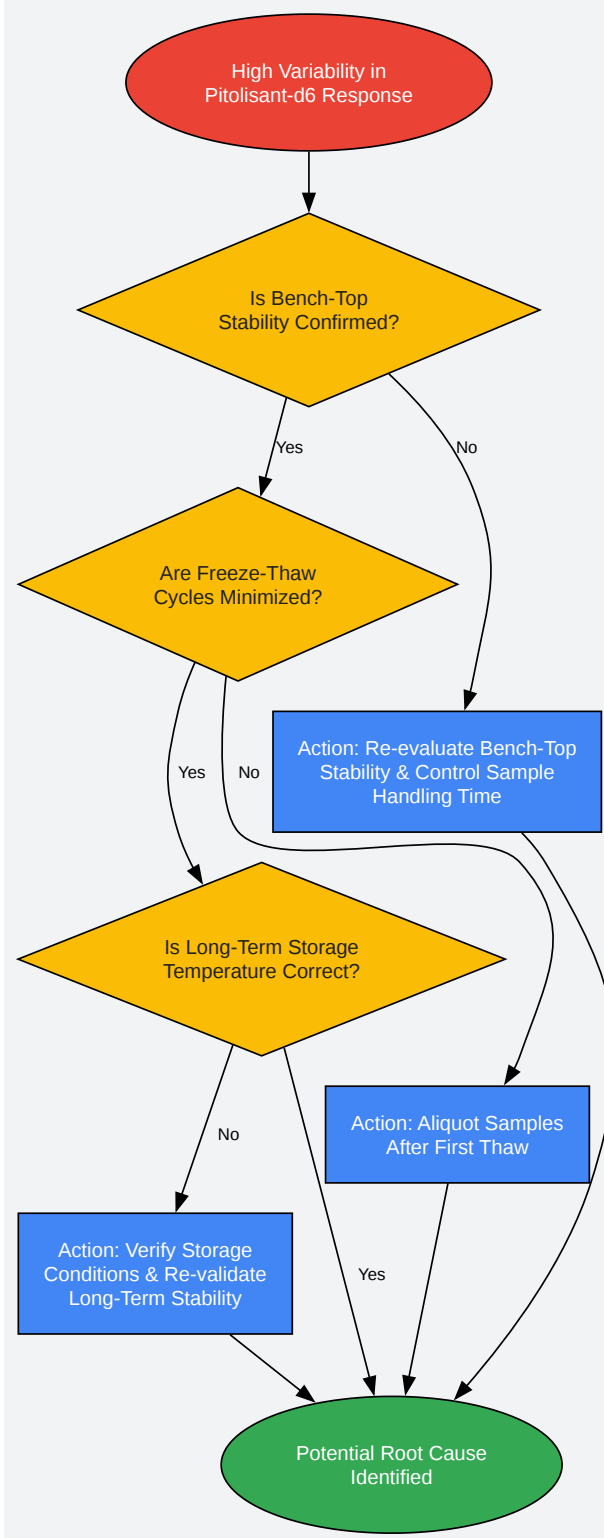 High Variability in
Pitolisant-d6 Response
Is Bench-Top
Stability Confirmed?
Yes
No
Are Freeze-Thaw
Cycles Minimized?
Yes
No
Action: Re-evaluate Bench-Top
Stability & Control Sample
Handling Time
Is Long-Term Storage
Temperature Correct?
No
Action: Aliquot Samples
After First Thaw
Action: Verify Storage
Conditions & Re-validate
Long-Term Stability
Yes
Potential Root Cause
Identified